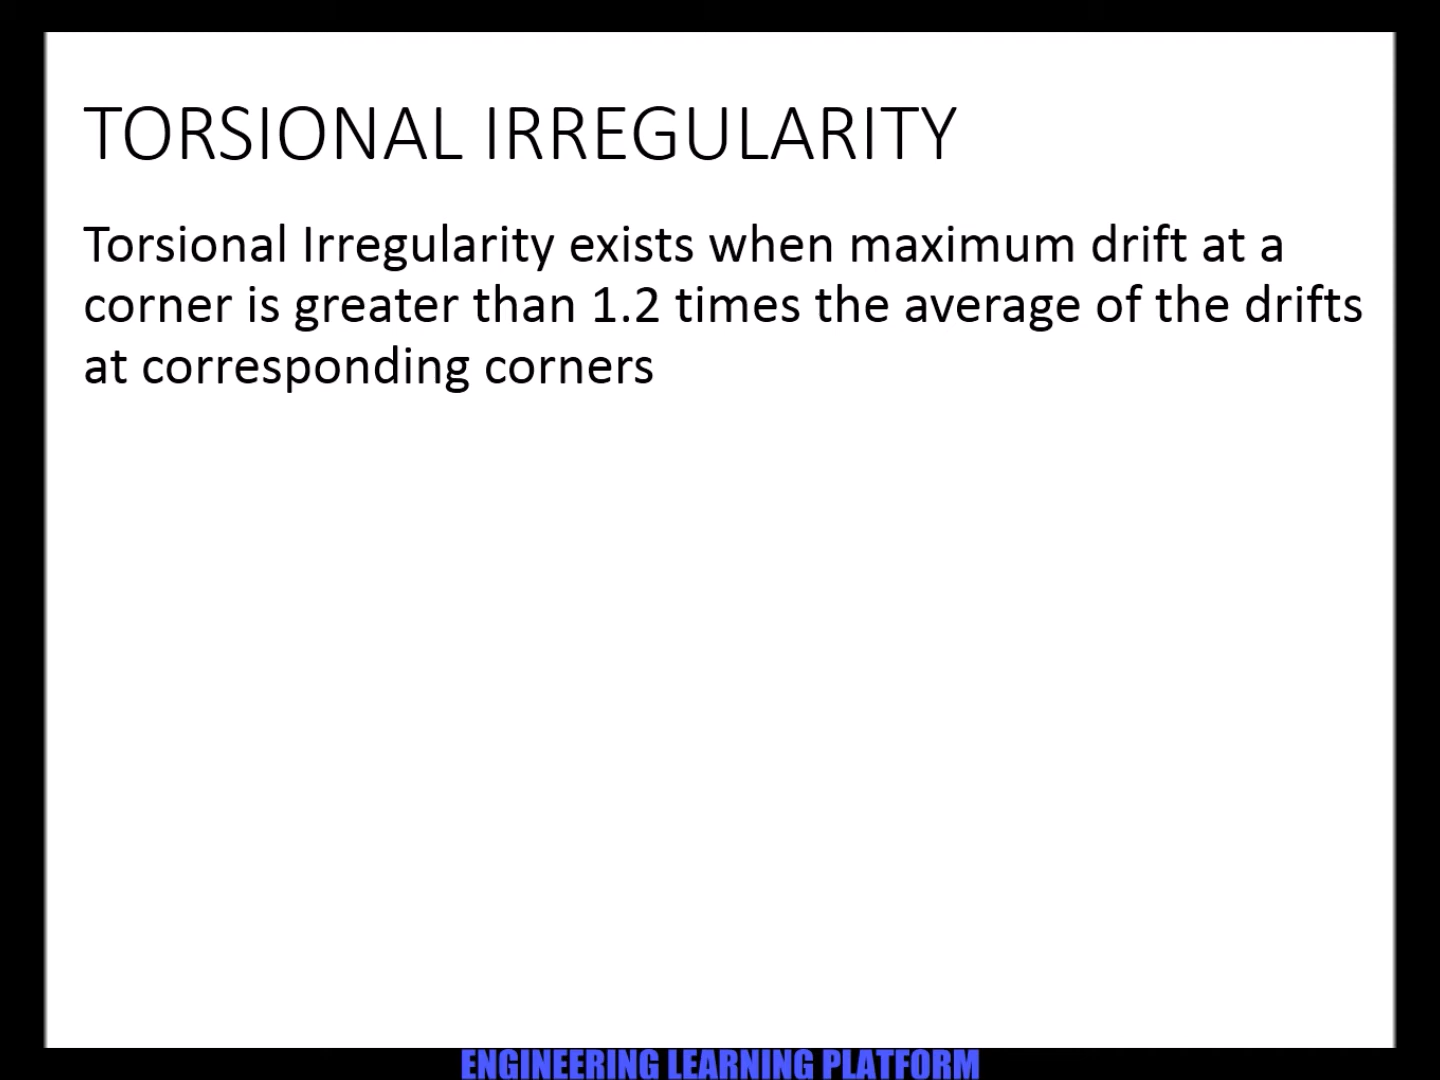 TORSIONAL IRREGULARITY
Torsional Irregularity exists when maximum drift at a
corner is greater than 1.2 times the average of the drifts
at corresponding corners
ENGINEERING LEARNING PLATFORM